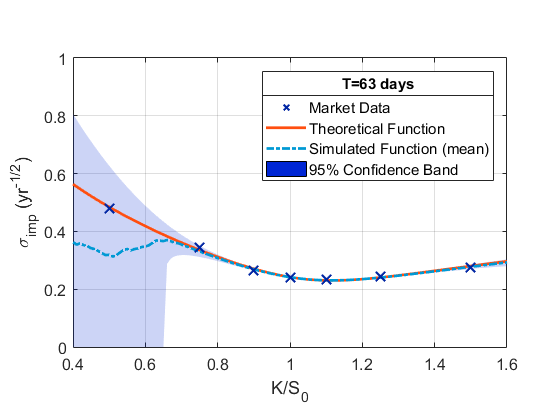 T=63 days
Market Data
Theoretical Function
Simulated Function (mean)
95% Confidence Band
1
0.8
0.6
0.4
0.2
0
σ_imp (yr^-1/2)
0.4 0.6 0.8 1 1.2 1.4 1.6
K/S_0